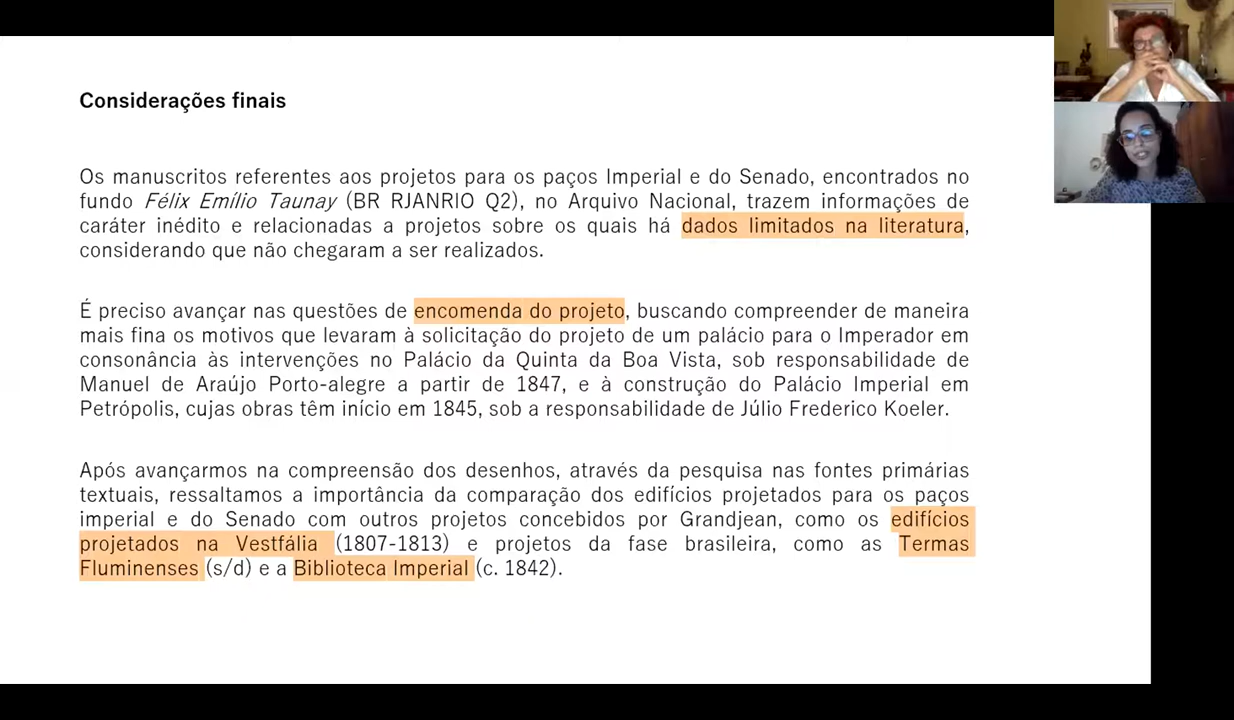 Considerações finais
Os manuscritos referentes aos projetos para os paços Imperial e do Senado, encontrados no
fundo Félix Emílio Taunay (BR RJANRIO Q2), no Arquivo Nacional, trazem informações de
caráter inédito e relacionadas a projetos sobre os quais há dados limitados na literatura,
considerando que não chegaram a ser realizados.
É preciso avançar nas questões de encomenda do projeto, buscando compreender de maneira
mais fina os motivos que levaram à solicitação do projeto de um palácio para o Imperador em
consonância às intervenções no Palácio da Quinta da Boa Vista, sob responsabilidade de
Manuel de Araújo Porto-alegre a partir de 1847, e à construção do Palácio Imperial em
Petrópolis, cujas obras têm início em 1845, sob a responsabilidade de Júlio Frederico Koeler.
Após avançarmos na compreensão dos desenhos, através da pesquisa nas fontes primárias
textuais, ressaltamos a importância da comparação dos edifícios projetados para os paços
imperial e do Senado com outros projetos concebidos por Grandjean, como os edifícios
projetados na Vestfália (1807-1813) e projetos da fase brasileira, como as Termas
Fluminenses (s/d) e a Biblioteca Imperial (c. 1842).